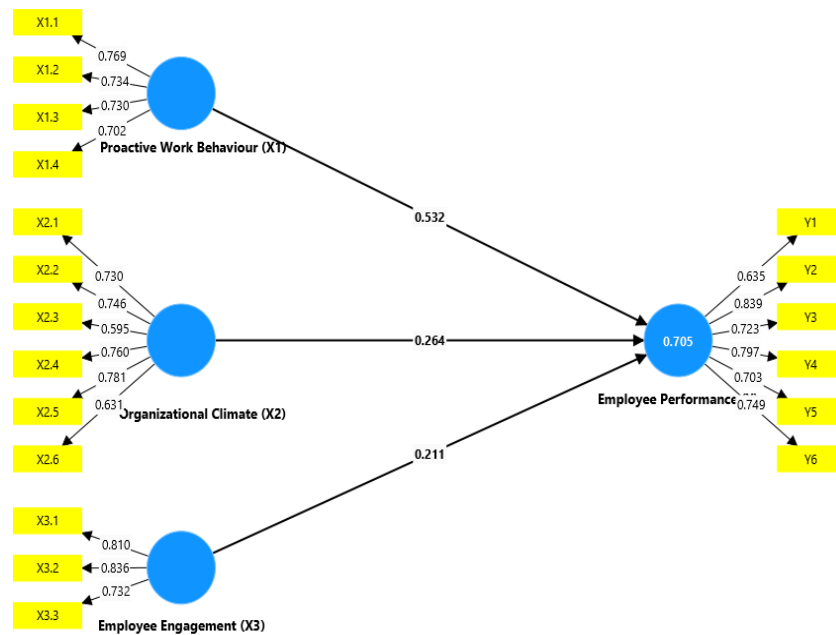 X1.1
0.769
X1.2
0.734
X1.3
0.730
X1.4
0.702
Proactive Work Behaviour (X1)
0.532
X2.1
0.730
X2.2
0.746
X2.3
0.595
X2.4
0.760
X2.5
0.781
X2.6
0.631
Organizational Climate (X2)
0.264
X3.1
0.810
X3.2
0.836
X3.3
0.732
Employee Engagement (X3)
0.211
0.705
Employee Performance
Y1
0.635
Y2
0.839
Y3
0.723
Y4
0.797
Y5
0.703
Y6
0.749